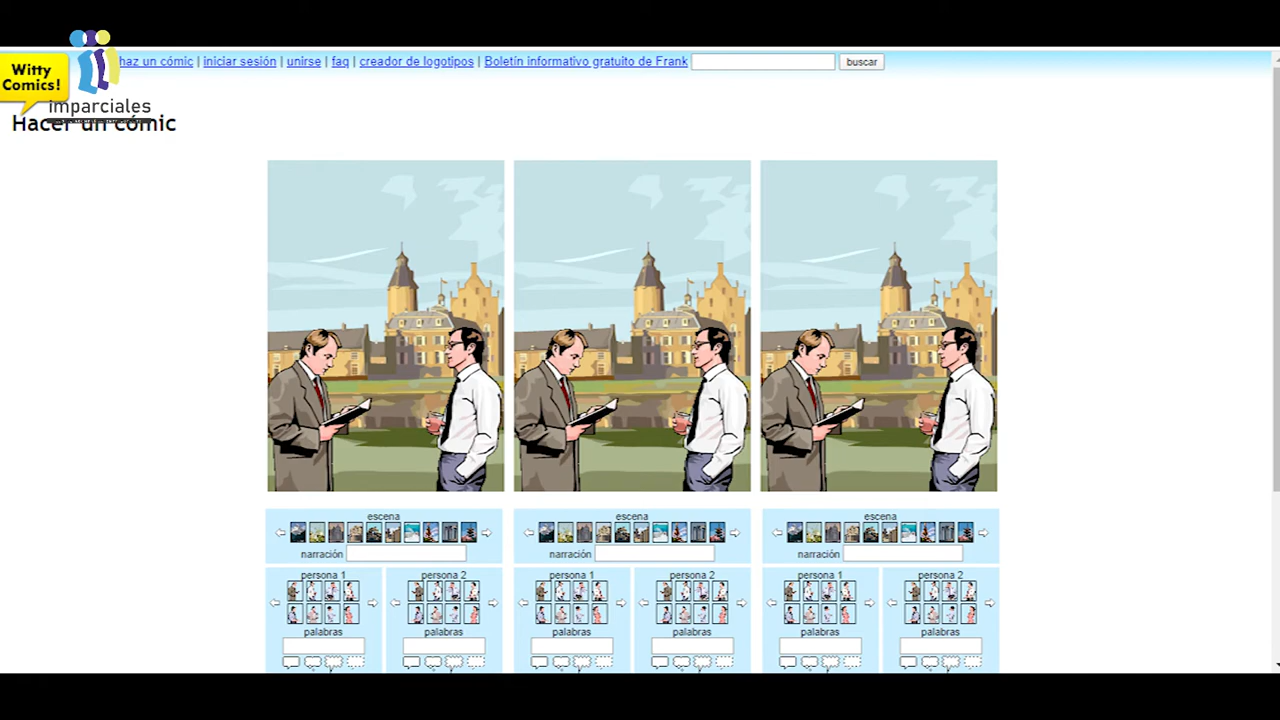 Witty
Comics!
imparciales
haz un cómic | iniciar sesión | unirse | faq | creador de logotipos | Boletín informativo gratuito de Frank
buscar
Hacer un cómic
escena
escena
escena
narración
narración
narración
persona 1
persona 2
persona 1
persona 2
persona 1
persona 2
palabras
palabras
palabras
palabras
palabras
palabras